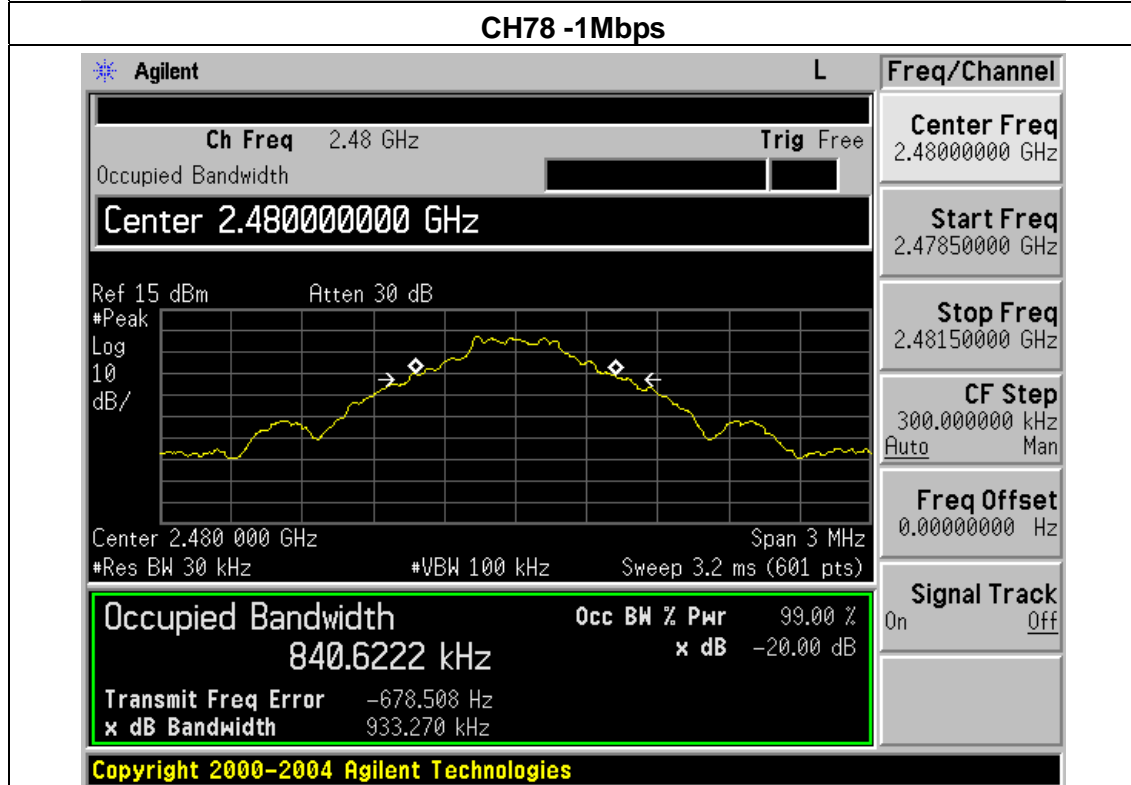 CH78 -1Mbps
Agilent L Freq/Channel
Ch Freq 2.48 GHz Trig Free
Occupied Bandwidth
Center 2.480000000 GHz
Ref 15 dBm Atten 30 dB
#Peak
Log
10
dB/
Center 2.480 000 GHz Span 3 MHz
#Res BW 30 kHz #VBW 100 kHz Sweep 3.2 ms (601 pts)
Occupied Bandwidth Occ BW % Pwr 99.00 %
840.6222 kHz x dB -20.00 dB
Transmit Freq Error -678.508 Hz
x dB Bandwidth 933.270 kHz
Copyright 2000-2004 Agilent Technologies
Center Freq
2.48000000 GHz
Start Freq
2.47850000 GHz
Stop Freq
2.48150000 GHz
CF Step
300.000000 kHz
Auto Man
Freq Offset
0.00000000 Hz
Signal Track
On Off